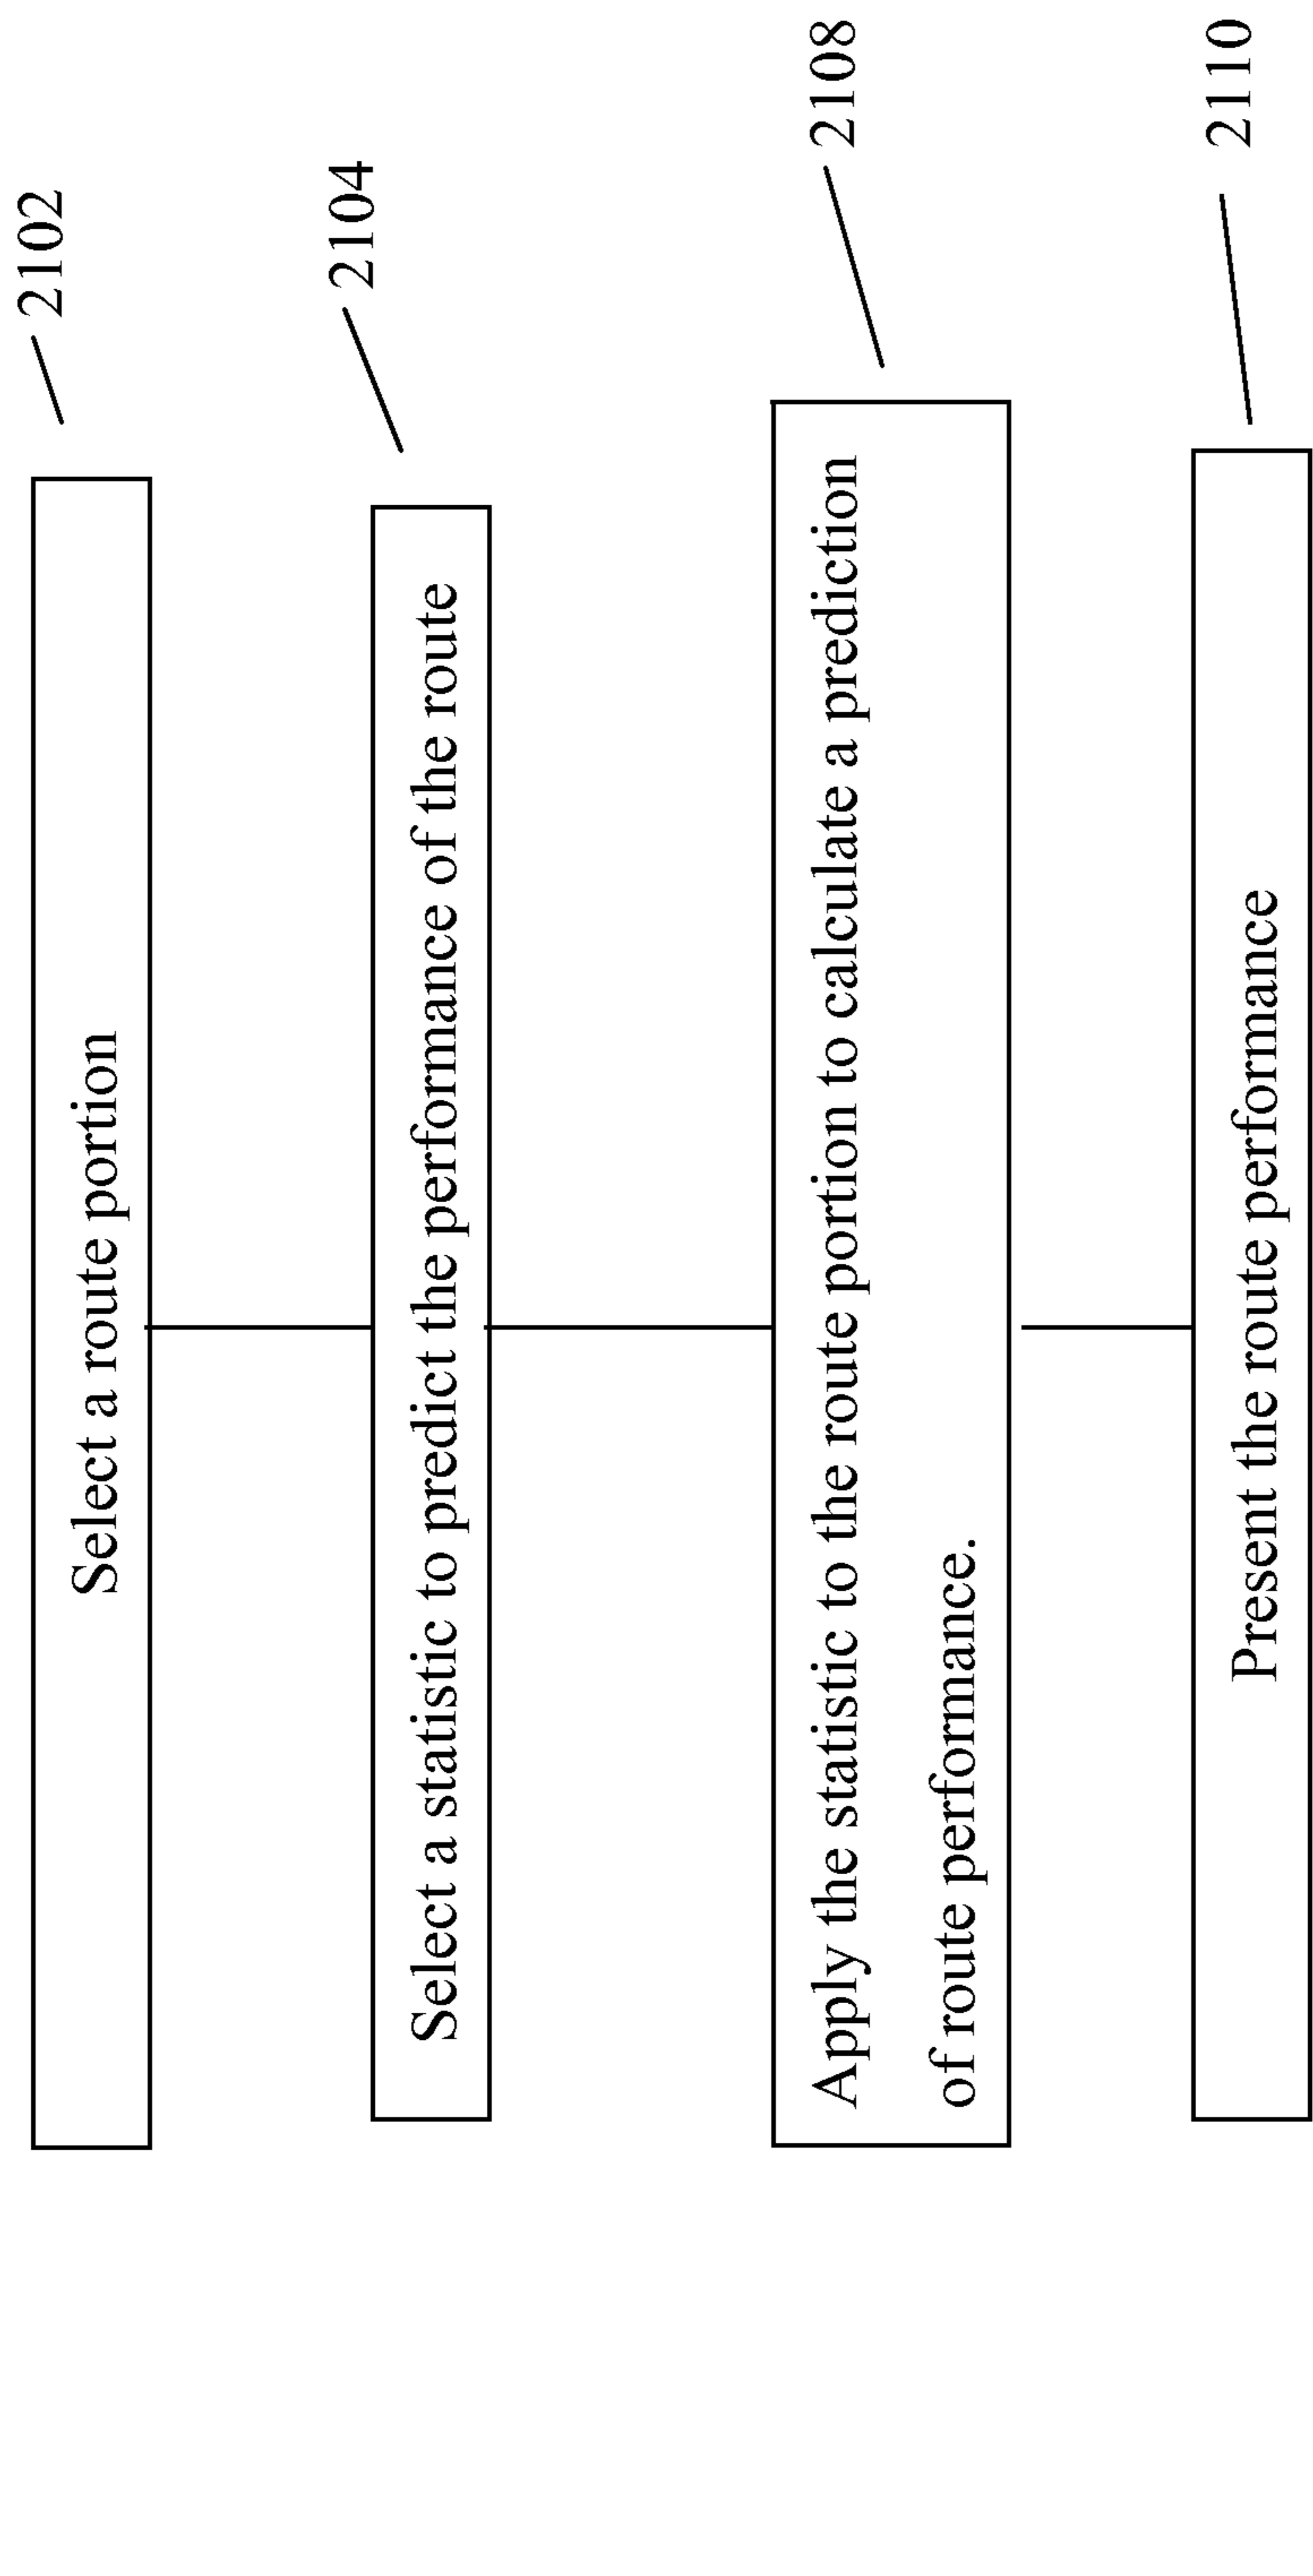 2102
Select a route portion
2104
Select a statistic to predict the performance of the route
2108
Apply the statistic to the route portion to calculate a prediction
of route performance.
2110
Present the route performance